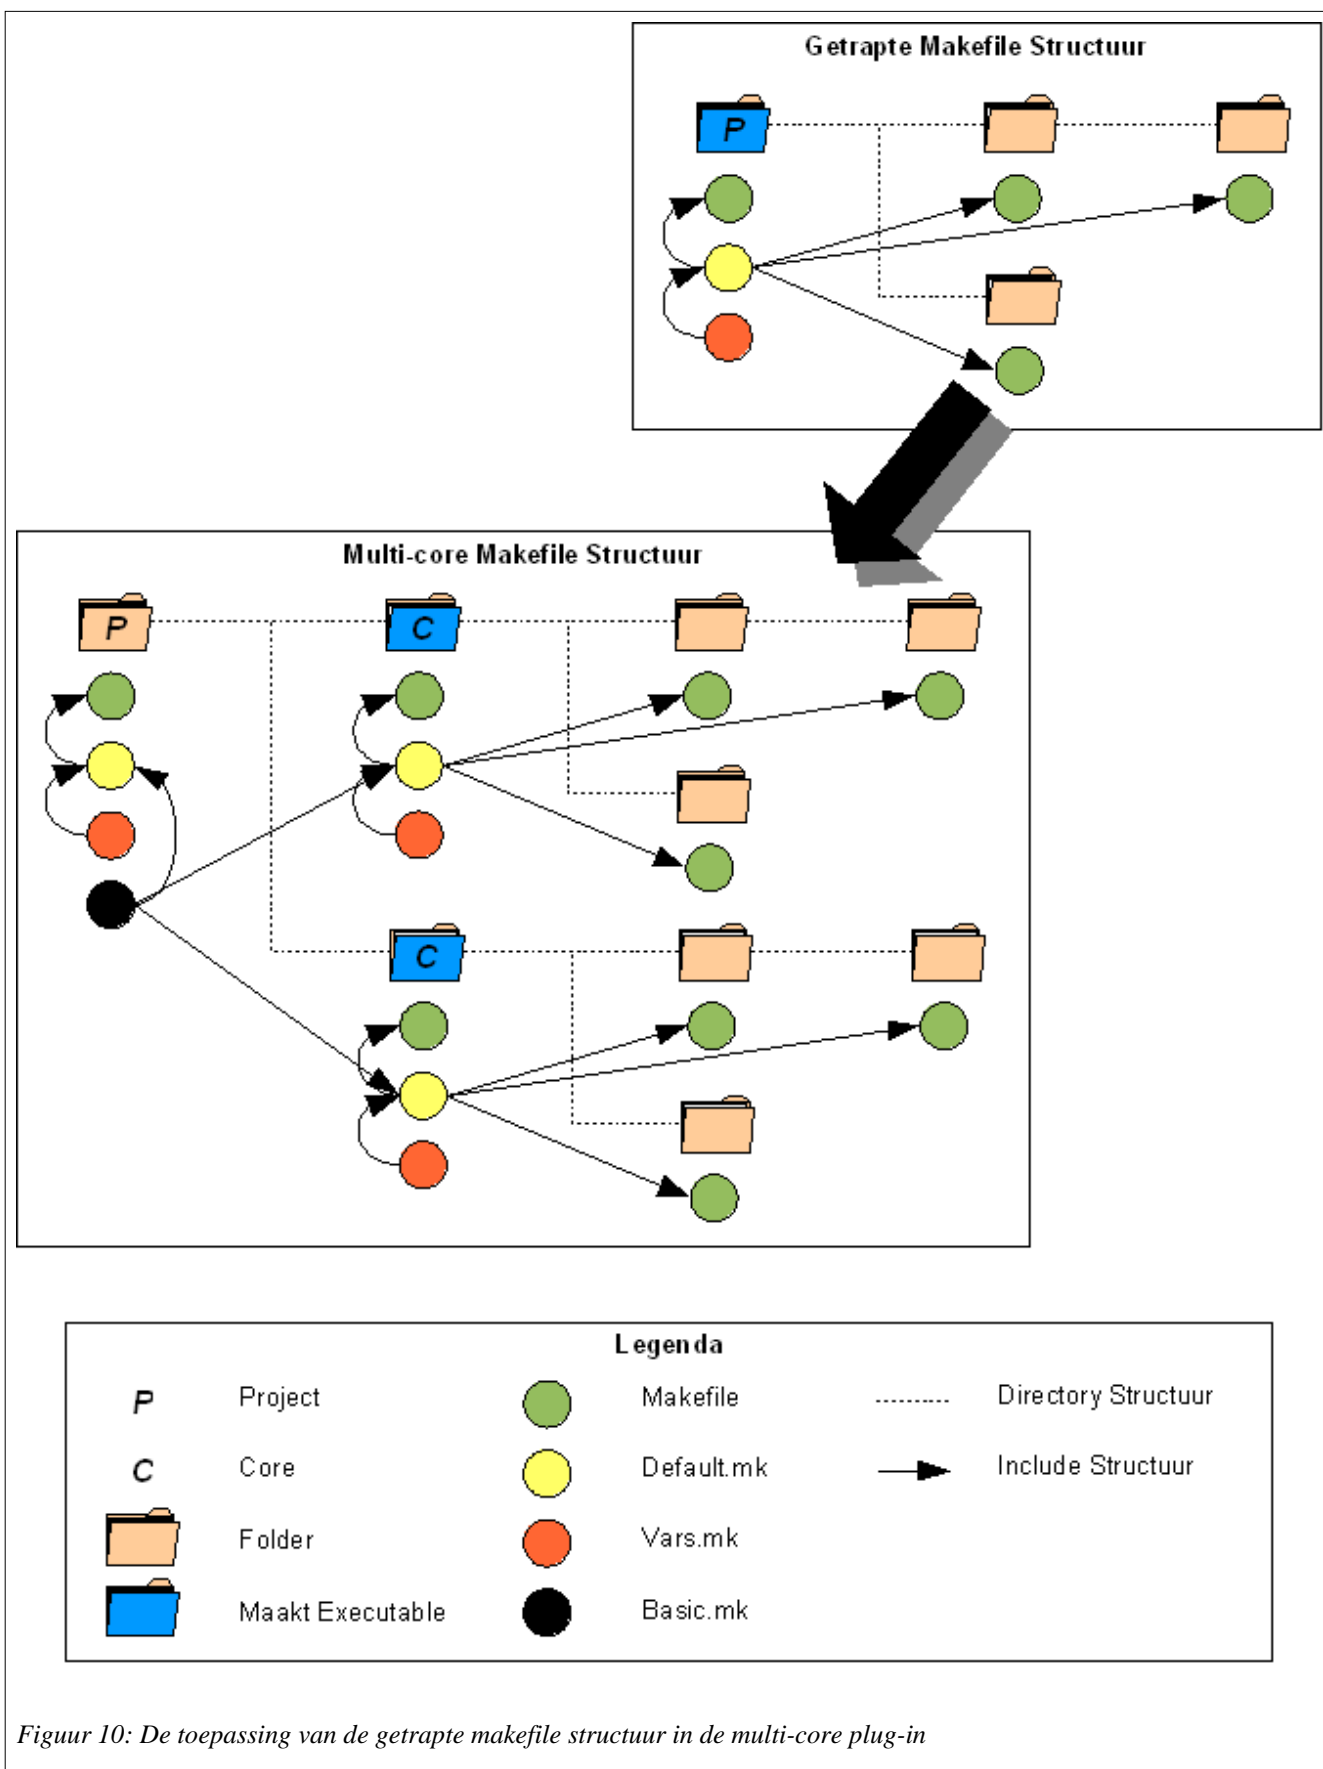 Getrapte Makefile Structuur
P
Multi-core Makefile Structuur
P
C
C
Legenda
P Project Makefile Directory Structuur
C Core Default.mk Include Structuur
Folder Vars.mk
Maakt Executable Basic.mk
Figuur 10: De toepassing van de getrapte makefile structuur in de multi-core plug-in